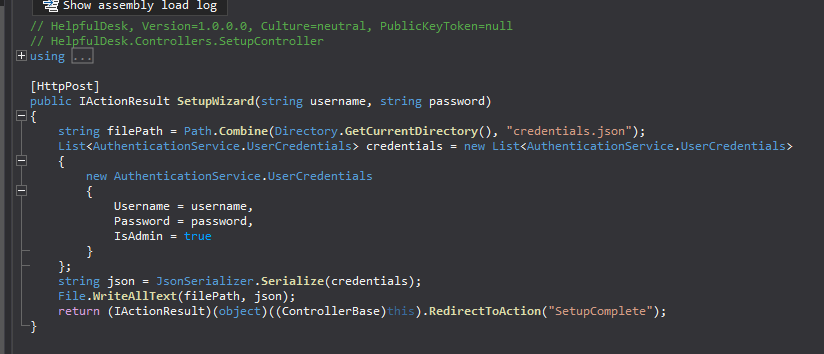 Show assembly load log
// HelpfulDesk, Version=1.0.0.0, Culture=neutral, PublicKeyToken=null
// HelpfulDesk.Controllers.SetupController
using ...
[HttpPost]
public IActionResult SetupWizard(string username, string password)
{
    string filePath = Path.Combine(Directory.GetCurrentDirectory(), "credentials.json");
    List<AuthenticationService.UserCredentials> credentials = new List<AuthenticationService.UserCredentials>
    {
        new AuthenticationService.UserCredentials
        {
            Username = username,
            Password = password,
            IsAdmin = true
        }
    };
    string json = JsonSerializer.Serialize(credentials);
    File.WriteAllText(filePath, json);
    return (IActionResult)(object)((ControllerBase)this).RedirectToAction("SetupComplete");
}